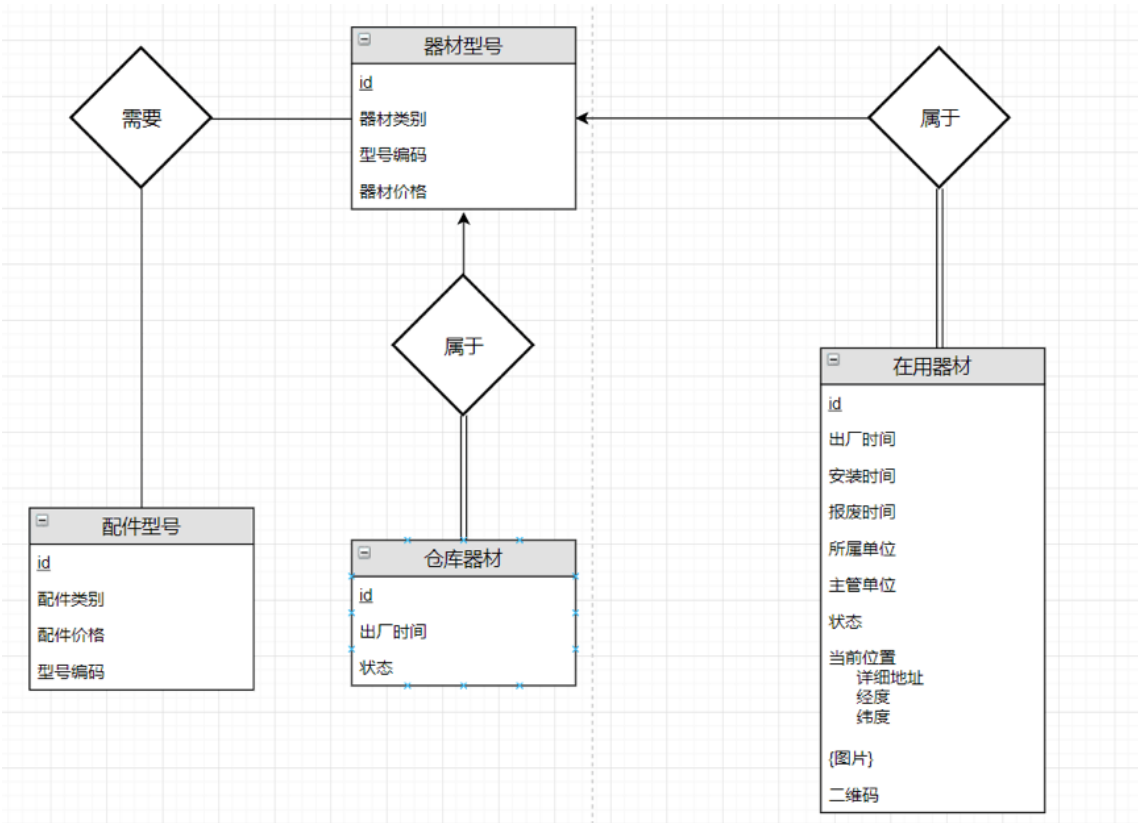 器材型号
id
器材类别
型号编码
器材价格
需要
属于
属于
配件型号
id
配件类别
配件价格
型号编码
仓库器材
id
出厂时间
状态
在用器材
id
出厂时间
安装时间
报废时间
所属单位
主管单位
状态
当前位置
详细地址
经度
纬度
{图片}
二维码